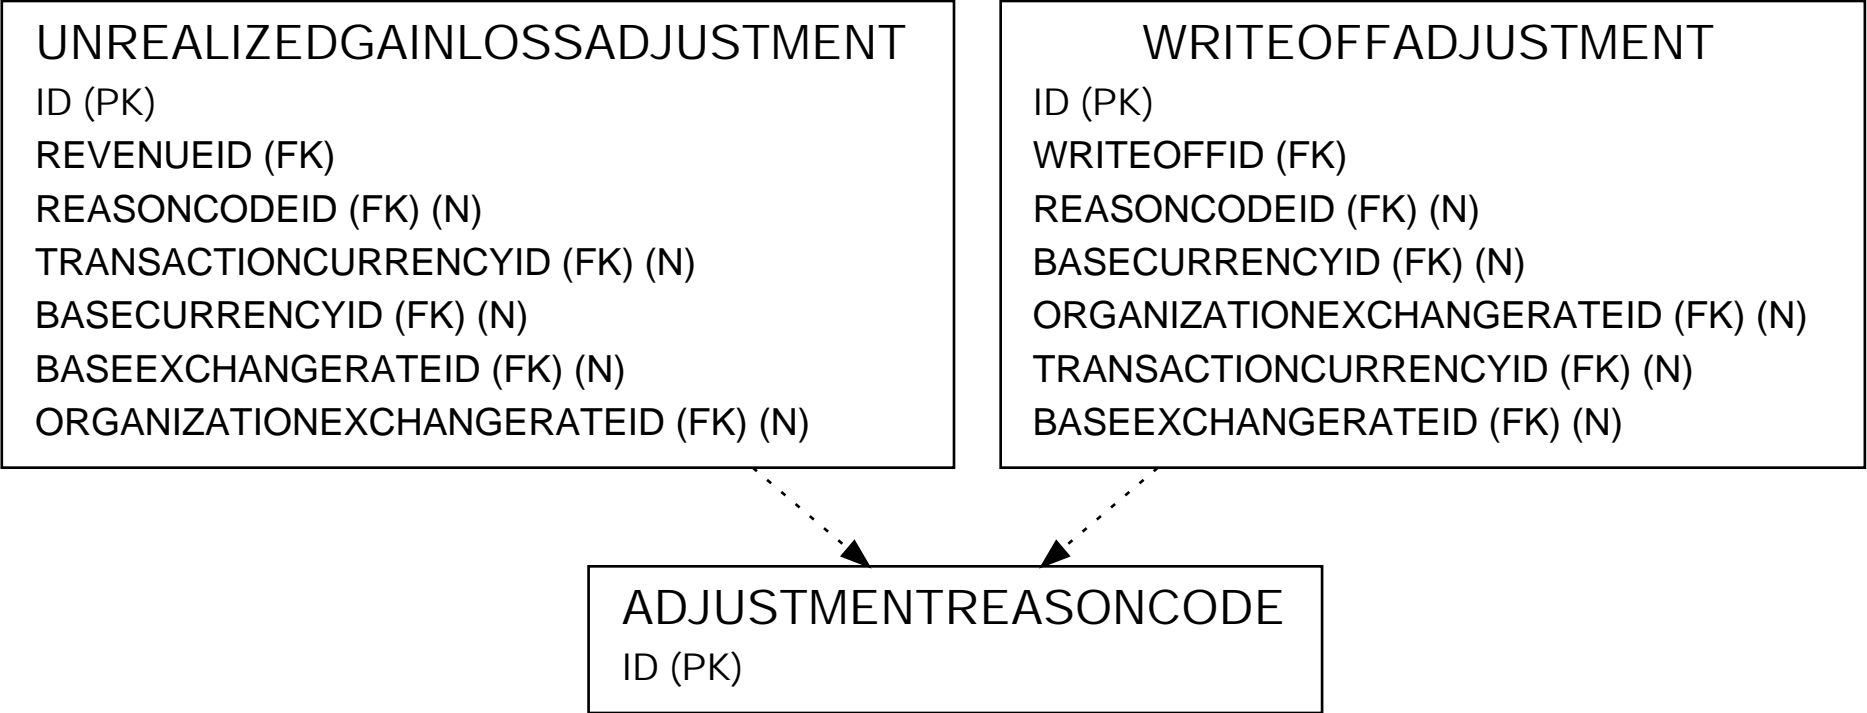 UNREALIZEDGAINLOSSADJUSTMENT
ID (PK)
REVENUEID (FK)
REASONCODEID (FK) (N)
TRANSACTIONCURRENCYID (FK) (N)
BASECURRENCYID (FK) (N)
BASEEXCHANGERATEID (FK) (N)
ORGANIZATIONEXCHANGERATEID (FK) (N)
WRITEOFFADJUSTMENT
ID (PK)
WRITEOFFID (FK)
REASONCODEID (FK) (N)
BASECURRENCYID (FK) (N)
ORGANIZATIONEXCHANGERATEID (FK) (N)
TRANSACTIONCURRENCYID (FK) (N)
BASEEXCHANGERATEID (FK) (N)
ADJUSTMENTREASONCODE
ID (PK)